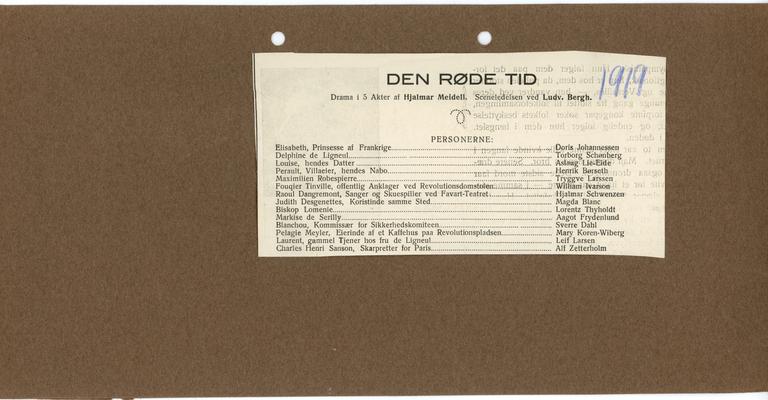 DEN RØDE TID
1919
Drama i 5 Akter af Hjalmar Meidell. Sceneledelsen ved Ludv. Bergh.
PERSONERNE:
Elisabeth, Prinsesse af Frankrige Doris Johannessen
Delphine de Ligneul Torborg Schønberg
Louise, hendes Datter Aslaug Lie-Eide
Perault, Villaeier, hendes Nabo Henrik Børseth
Maximilien Robespierre Tryggve Larssen
Fouqier Tinville, offentlig Anklager ved Revolutionsdomstolen William Ivarson
Raoul Dangremont, Sanger og Skuespiller ved Favart-Teatret Hjalmar Schwenzen
Judith Desgenettes, Koristinde samme Sted Magda Blanc
Biskop Lomenie Lorentz Thyholdt
Markise de Serilly Aagot Frydenlund
Blanchou, Kommissær for Sikkerhedskomiteen Sverre Dahl
Pelagie Meyler, Eierinde af et Kaffehus paa Revolutionspladsen Mary Koren-Wiberg
Laurent, gammel Tjener hos fru de Ligneul Leif Larsen
Charles Henri Sanson, Skarpretter for Paris Alf Zetterholm